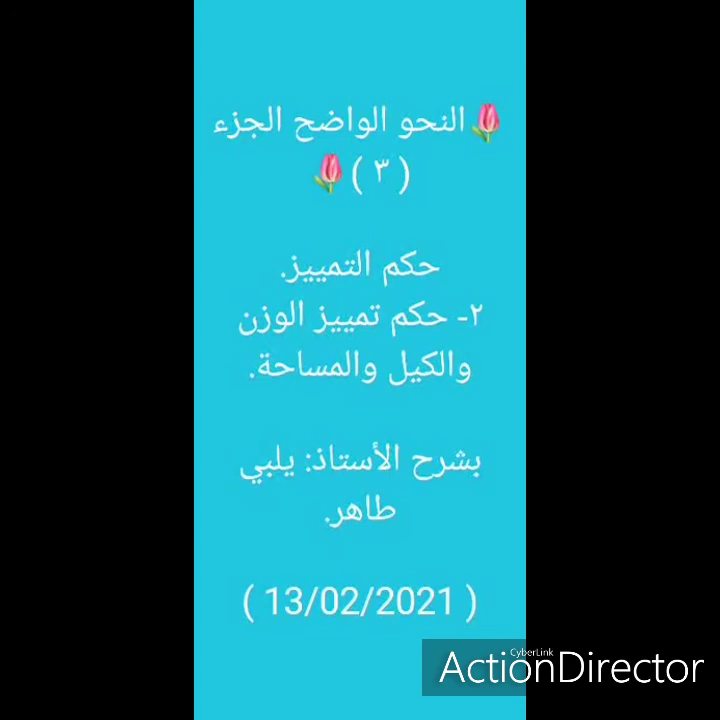 🌷النحو الواضح الجزء
( ٣ )🌷
حكم التمييز.
٢- حكم تمييز الوزن
والكيل والمساحة.
بشرح الأستاذ: يلبي
طاهر.
( 13/02/2021 )
CyberLink
ActionDirector